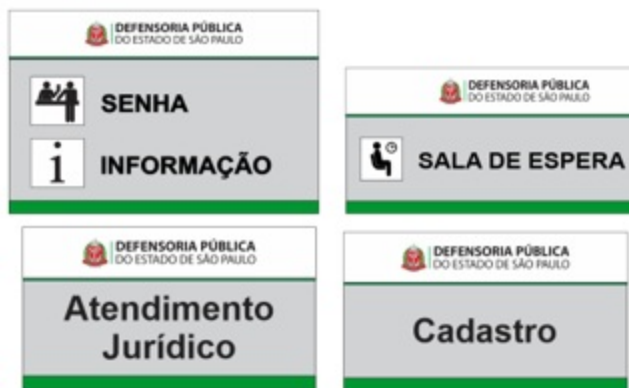 DEFENSORIA PÚBLICA
DO ESTADO DE SÃO PAULO
SENHA
i INFORMAÇÃO
DEFENSORIA PÚBLICA
DO ESTADO DE SÃO PAULO
SALA DE ESPERA
DEFENSORIA PÚBLICA
DO ESTADO DE SÃO PAULO
Atendimento
Jurídico
DEFENSORIA PÚBLICA
DO ESTADO DE SÃO PAULO
Cadastro